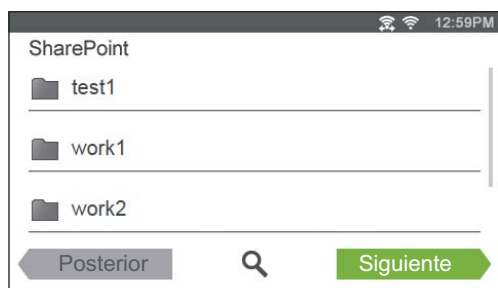 12:59PM
SharePoint
test1
work1
work2
Posterior
Siguiente